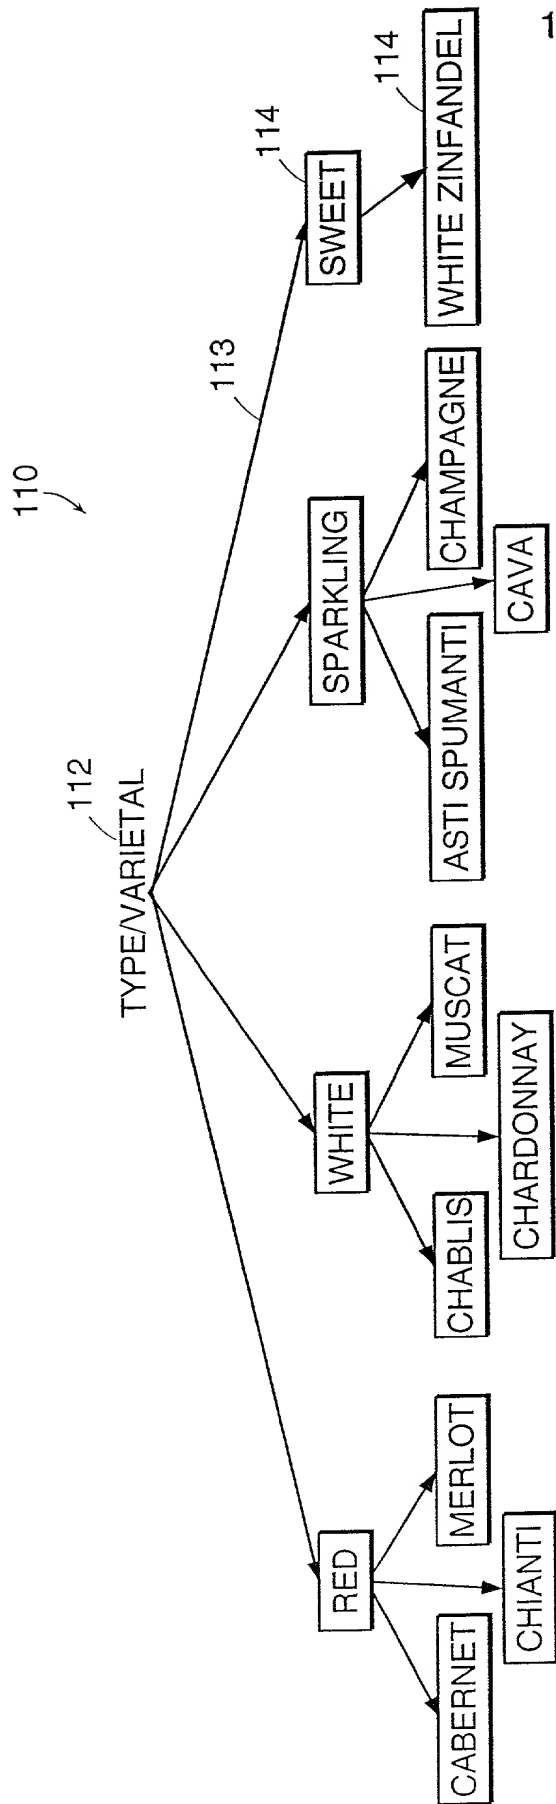 110
TYPE/VARIETAL
112
113
RED
WHITE
SPARKLING
SWEET
114
CABERNET
MERLOT
CHABLIS
MUSCAT
ASTI SPUMANTI
CHAMPAGNE
WHITE ZINFANDEL
114
CHIANTI
CHARDONNAY
CAVA
1